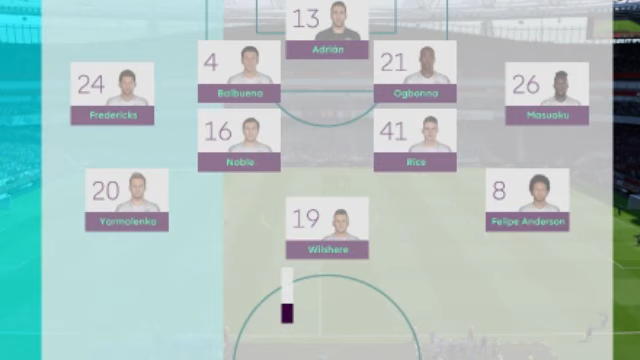 13
Adrián
4
Balbuena
21
Ogbonna
24
Fredericks
26
Masuaku
16
Noble
41
Rice
20
Yarmolenko
8
Felipe Anderson
19
Wilshere